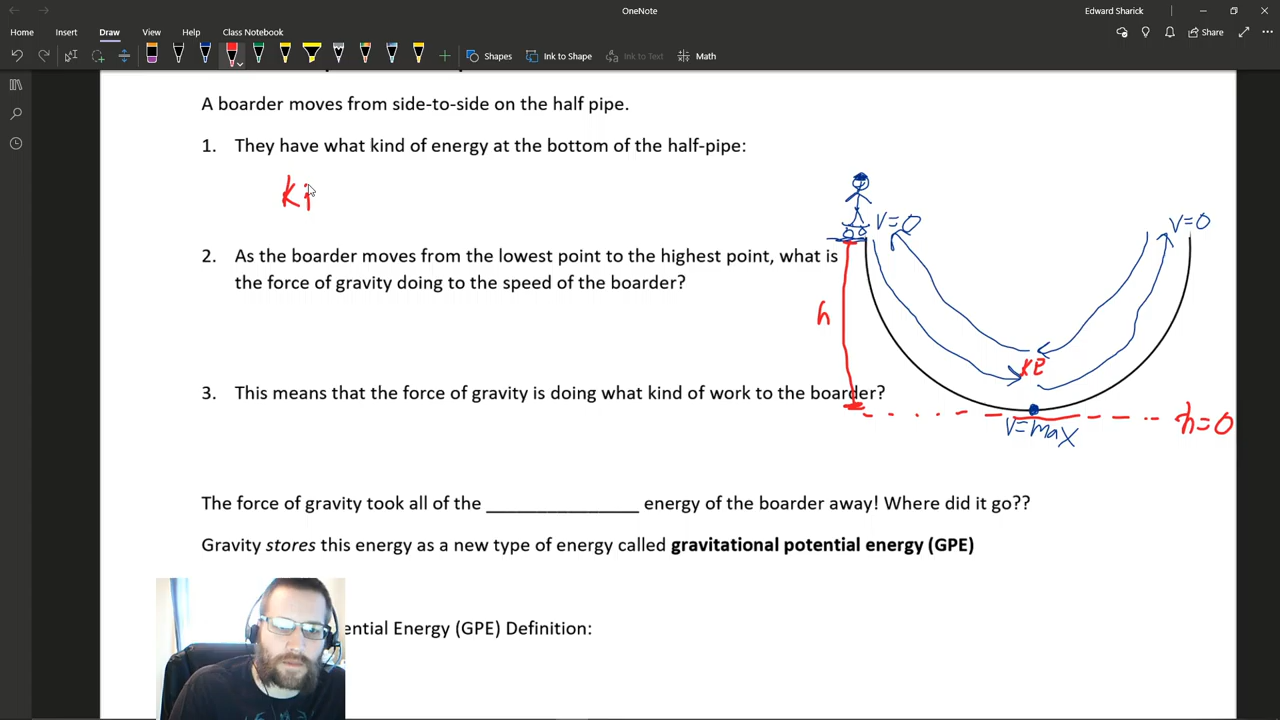 OneNote
Edward Sharick
Home Insert Draw View Help Class Notebook
Shapes Ink to Shape Ink to Text Math Share
A boarder moves from side-to-side on the half pipe.
1. They have what kind of energy at the bottom of the half-pipe:
Ki
2. As the boarder moves from the lowest point to the highest point, what is
the force of gravity doing to the speed of the boarder?
v=0
v=0
h
KE
3. This means that the force of gravity is doing what kind of work to the boarder?
h=0
v=max
The force of gravity took all of the _______________ energy of the boarder away! Where did it go??
Gravity stores this energy as a new type of energy called gravitational potential energy (GPE)
ential Energy (GPE) Definition: